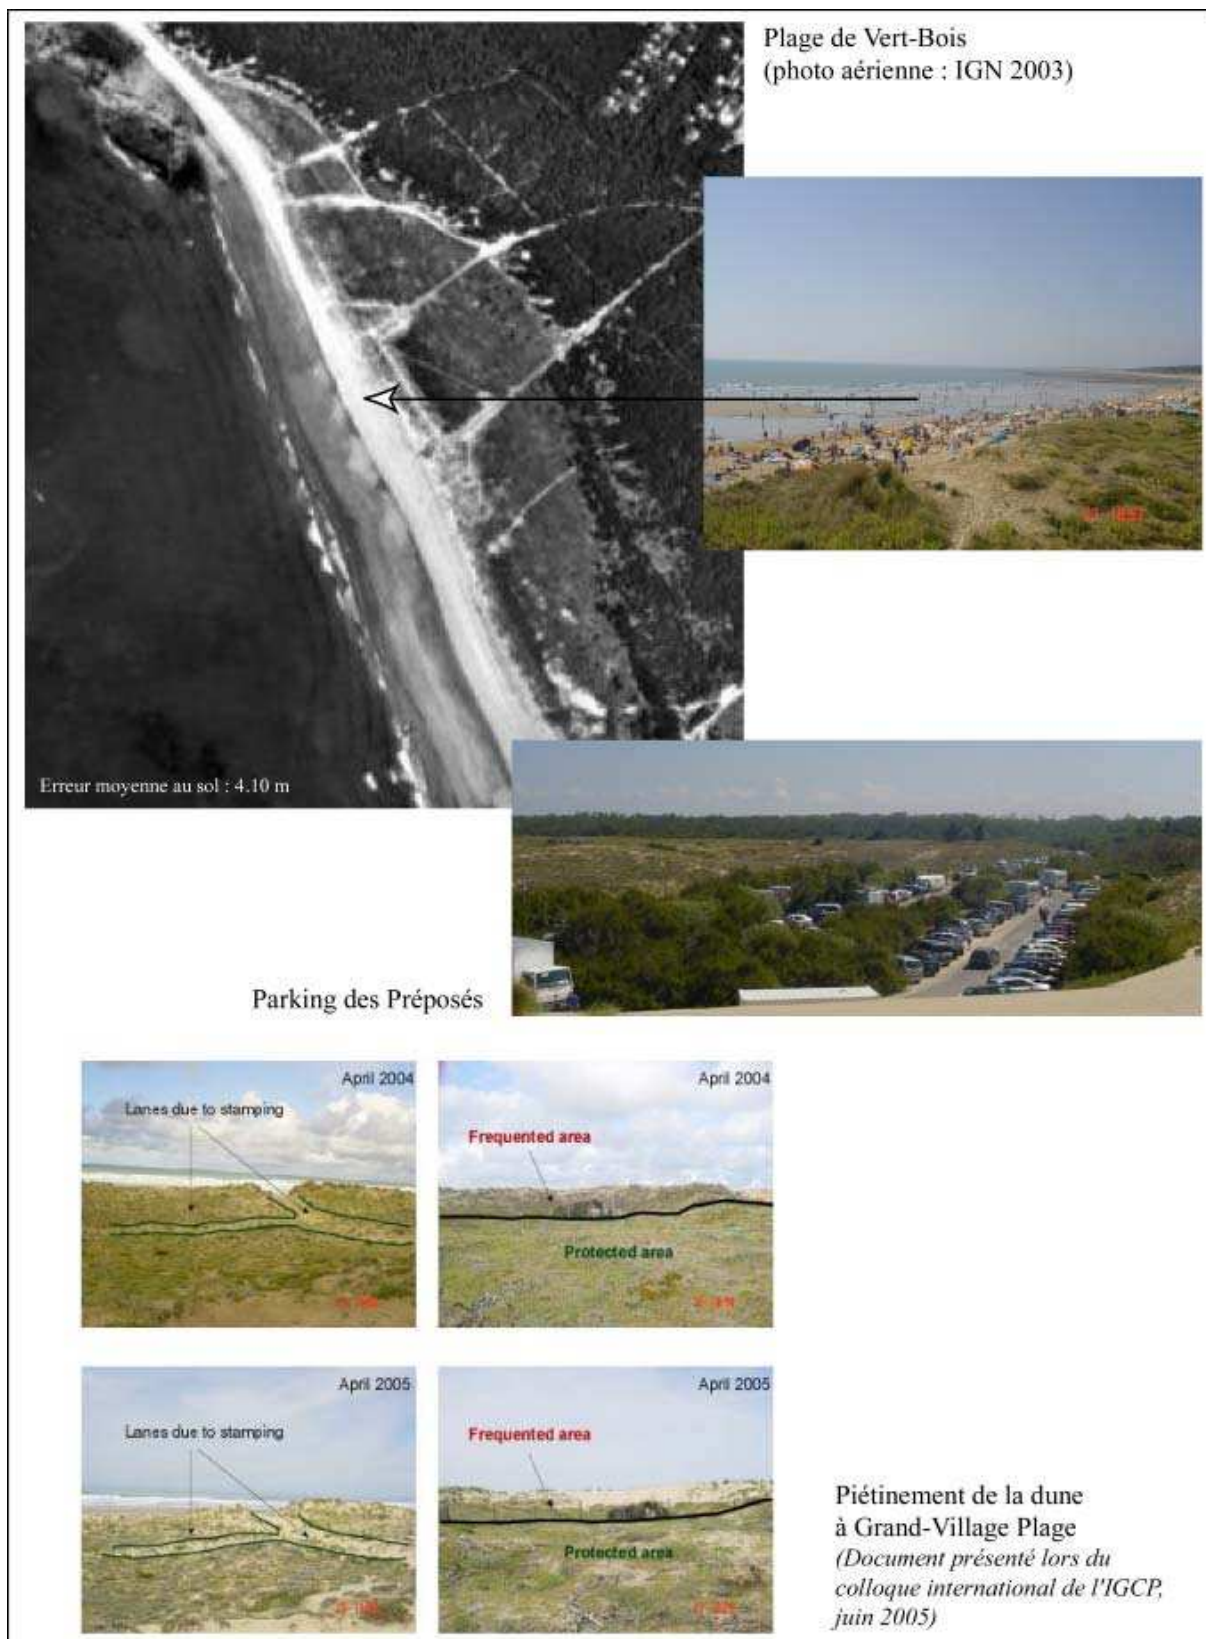 Plage de Vert-Bois
(photo aérienne : IGN 2003)
Erreur moyenne au sol : 4.10 m
Parking des Préposés
April 2004
Lanes due to stamping
April 2004
Frequented area
Protected area
April 2005
Lanes due to stamping
April 2005
Frequented area
Protected area
Piétinement de la dune
à Grand-Village Plage
(Document présenté lors du
colloque international de l'IGCP,
juin 2005)